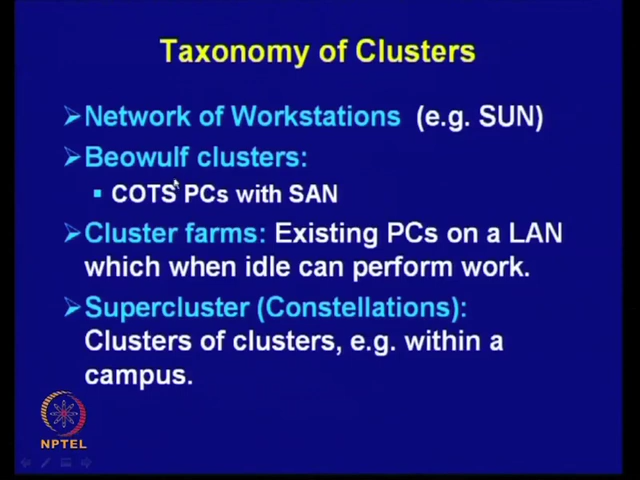 Taxonomy of Clusters
➢Network of Workstations (e.g. SUN)
➢Beowulf clusters:
▪ COTS PCs with SAN
➢Cluster farms: Existing PCs on a LAN
which when idle can perform work.
➢Supercluster (Constellations):
Clusters of clusters, e.g. within a
campus.
NPTEL